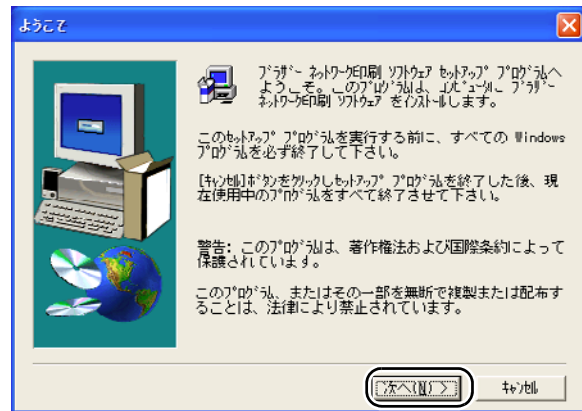 ようこそ
ﾌﾞﾗｻﾞｰ ﾈｯﾄﾜｰｸ印刷 ｿﾌﾄｳｪｱ ｾｯﾄｱｯﾌﾟ ﾌﾟﾛｸﾞﾗﾑへ
ようこそ。このﾌﾟﾛｸﾞﾗﾑは、ｺﾝﾋﾟｭｰﾀに ﾌﾞﾗｻﾞｰ
ﾈｯﾄﾜｰｸ印刷 ｿﾌﾄｳｪｱ をｲﾝｽﾄｰﾙします。
このｾｯﾄｱｯﾌﾟ ﾌﾟﾛｸﾞﾗﾑを実行する前に、すべての Windows
ﾌﾟﾛｸﾞﾗﾑを必ず終了して下さい。
[ｷｬﾝｾﾙ]ﾎﾞﾀﾝをｸﾘｯｸしｾｯﾄｱｯﾌﾟ ﾌﾟﾛｸﾞﾗﾑを終了した後、現
在使用中のﾌﾟﾛｸﾞﾗﾑをすべて終了させて下さい。
警告: このﾌﾟﾛｸﾞﾗﾑは、著作権法および国際条約によって
保護されています。
このﾌﾟﾛｸﾞﾗﾑ、またはその一部を無断で複製または配布す
ることは、法律により禁止されています。
次へ(N) >
ｷｬﾝｾﾙ